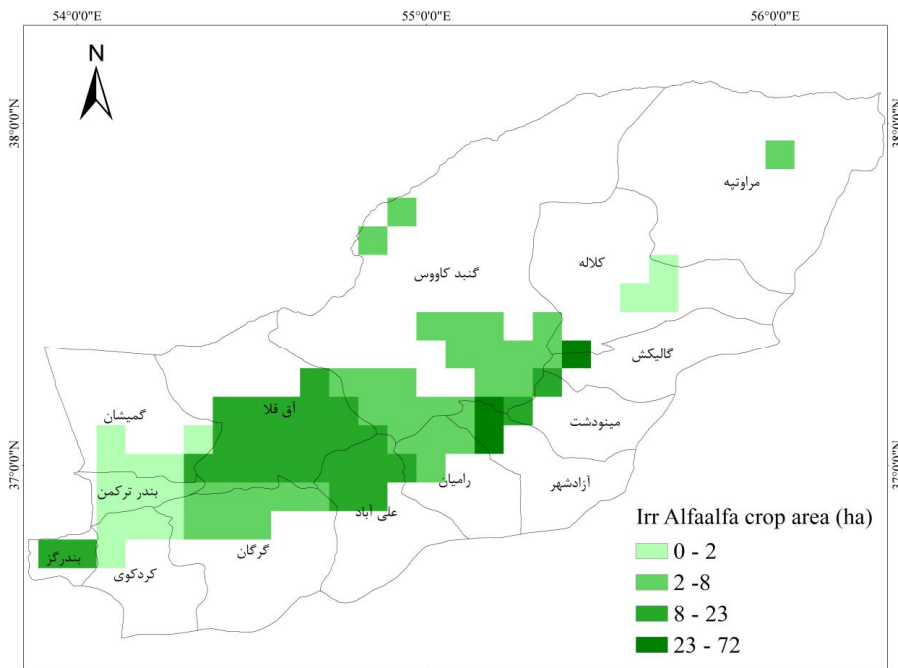 54°0'0"E 55°0'0"E 56°0'0"E
N
38°0'0"N
38°0'0"N
مراوتپه
کلاله
گنبد کاووس
گالیکش
گمیشان
آق قلا
مینودشت
37°0'0"N
37°0'0"N
بندر ترکمن
رامیان
آزادشهر
علی آباد
بندرگز
کردکوی
گرگان
Irr Alfaalfa crop area (ha)
0 - 2
2 -8
8 - 23
23 - 72